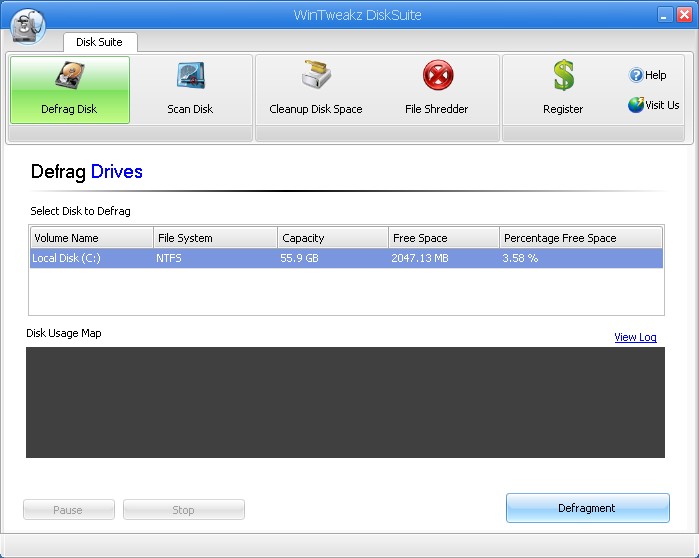 WinTweakz DiskSuite
Disk Suite
Defrag Disk Scan Disk Cleanup Disk Space File Shredder Register Help
Visit Us
Defrag Drives
Select Disk to Defrag
Volume Name File System Capacity Free Space Percentage Free Space
Local Disk (C:) NTFS 55.9 GB 2047.13 MB 3.58 %
Disk Usage Map View Log
Pause Stop Defragment